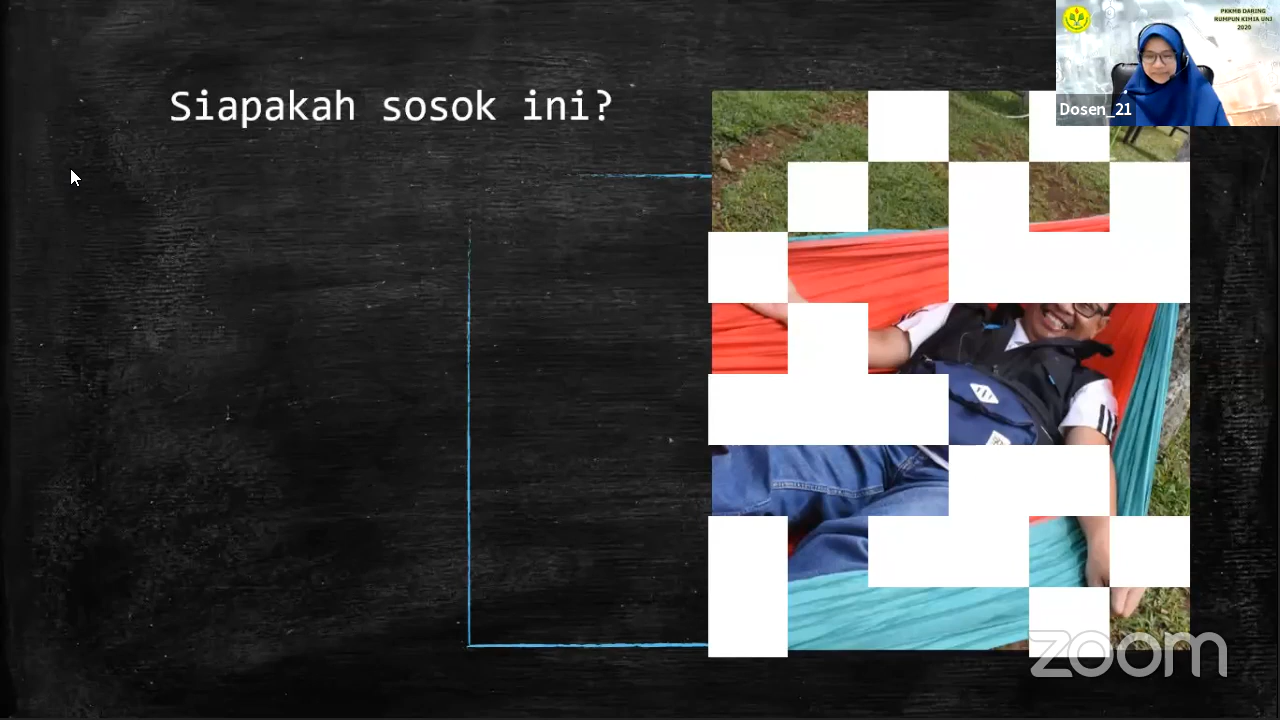 Siapakah sosok ini?
PKKMB DARING
RUMPUN KIMIA UNJ
2020
Dosen_21
zoom